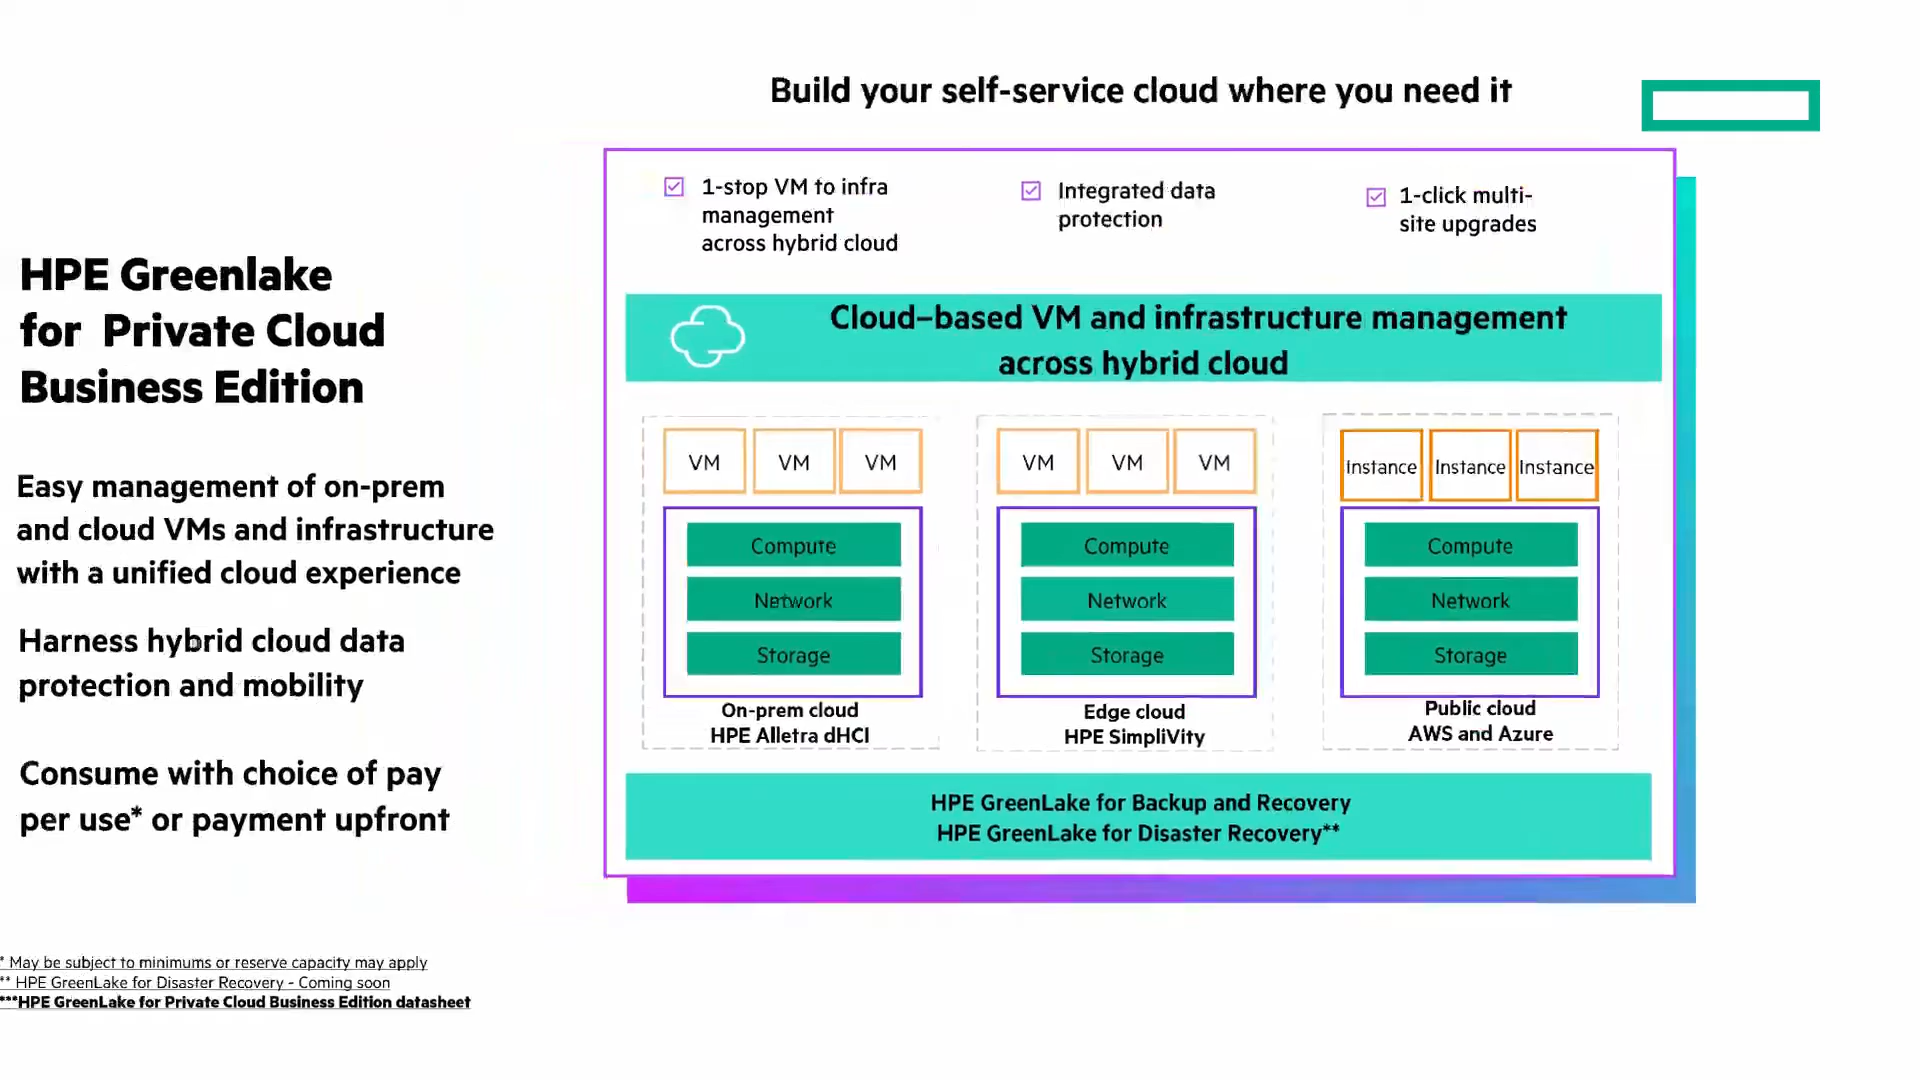 Build your self-service cloud where you need it
HPE Greenlake
for Private Cloud
Business Edition
Easy management of on-prem
and cloud VMs and infrastructure
with a unified cloud experience
Harness hybrid cloud data
protection and mobility
Consume with choice of pay
per use* or payment upfront
1-stop VM to infra
management
across hybrid cloud
Integrated data
protection
1-click multi-
site upgrades
Cloud–based VM and infrastructure management
across hybrid cloud
VM VM VM
Compute
Network
Storage
On-prem cloud
HPE Alletra dHCI
VM VM VM
Compute
Network
Storage
Edge cloud
HPE SimpliVity
Instance Instance Instance
Compute
Network
Storage
Public cloud
AWS and Azure
HPE GreenLake for Backup and Recovery
HPE GreenLake for Disaster Recovery**
* May be subject to minimums or reserve capacity may apply
** HPE GreenLake for Disaster Recovery - Coming soon
***HPE GreenLake for Private Cloud Business Edition datasheet